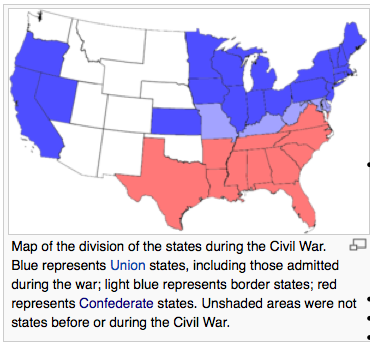 Map of the division of the states during the Civil War.
Blue represents Union states, including those admitted
during the war; light blue represents border states; red
represents Confederate states. Unshaded areas were not
states before or during the Civil War.